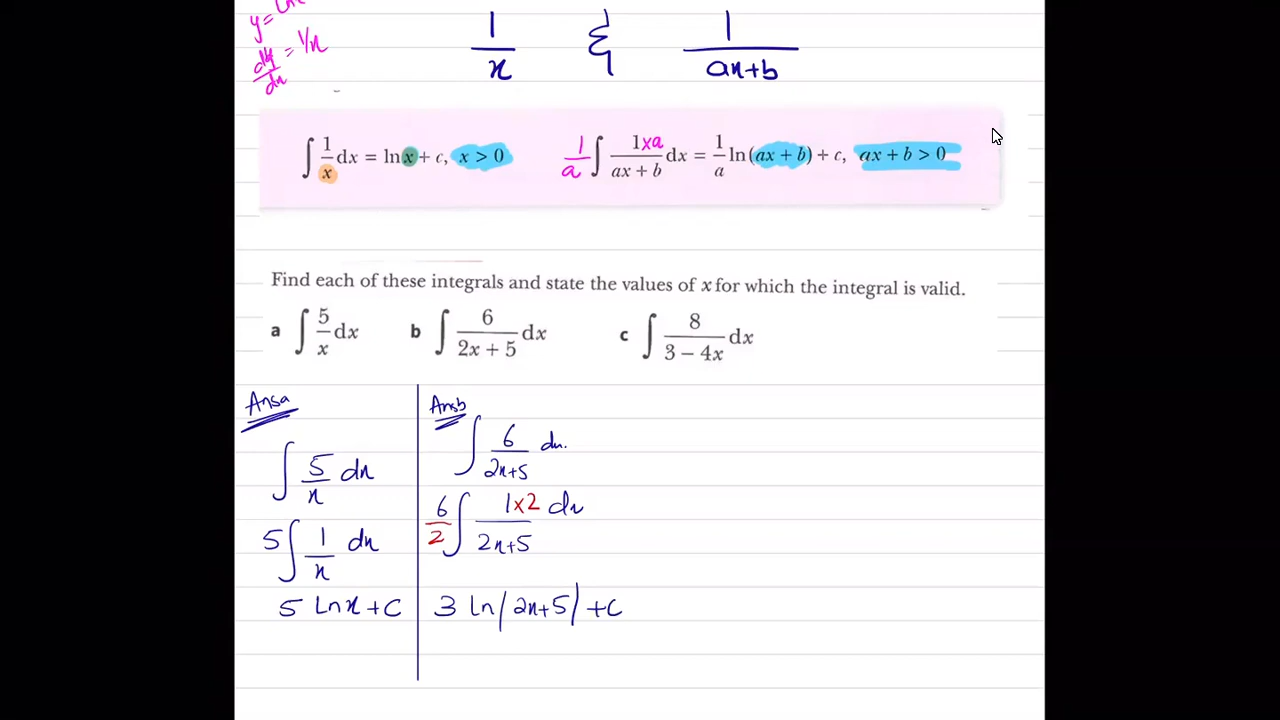 y = ln
dy/dx = 1/x
1/x & 1/(ax+b)
∫ 1/x dx = ln x + c, x > 0
1/a ∫ 1×a/(ax + b) dx = 1/a ln(ax + b) + c, ax + b > 0
Find each of these integrals and state the values of x for which the integral is valid.
a ∫ 5/x dx b ∫ 6/(2x + 5) dx c ∫ 8/(3 − 4x) dx
Ansa
∫ 5/x dx
5 ∫ 1/x dx
5 Ln x + C
Ansb
∫ 6/(2x+5) dx.
6/2 ∫ 1×2/(2x+5) dx
3 ln|2x+5| + C